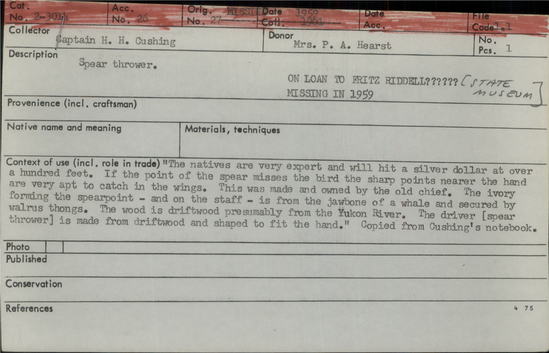 Cat. Acc. Orig. MUSEUM Date 1959 Date File
No. 2-3014 No. 26 No. 27 Coll. Acc. Code 1.1
Collector Donor No.
Captain H. H. Cushing Mrs. P. A. Hearst Pcs. 1
Description
Spear thrower.
ON LOAN TO FRITZ RIDDELL?????? [STATE
MISSING IN 1959 MUSEUM]
Provenience (incl. craftsman)
Native name and meaning Materials, techniques
Context of use (incl. role in trade) "The natives are very expert and will hit a silver dollar at over
a hundred feet. If the point of the spear misses the bird the sharp points nearer the hand
are very apt to catch in the wings. This was made and owned by the old chief. The ivory
forming the spearpoint - and on the staff - is from the jawbone of a whale and secured by
walrus thongs. The wood is driftwood presumably from the Yukon River. The driver [spear
thrower] is made from driftwood and shaped to fit the hand." Copied from Cushing's notebook.
Photo
Published
Conservation
References 4 75